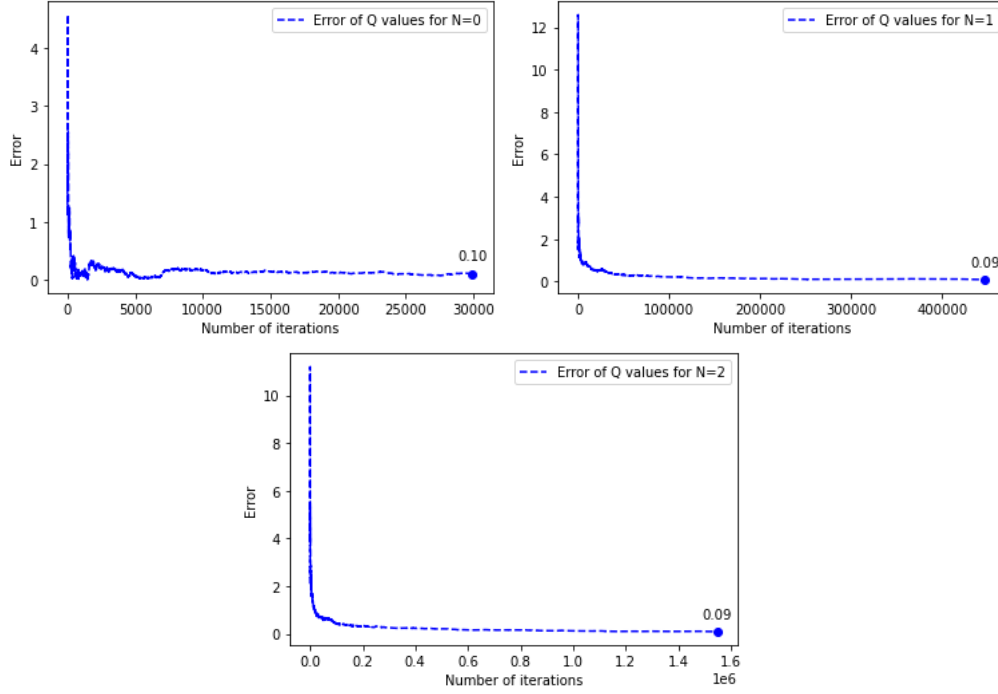 Error of Q values for N=0
4
3
2
1
0
Error
0.10
0 5000 10000 15000 20000 25000 30000
Number of iterations
Error of Q values for N=1
12
10
8
6
4
2
0
Error
0.09
0 100000 200000 300000 400000
Number of iterations
Error of Q values for N=2
10
8
6
4
2
0
Error
0.09
0.0 0.2 0.4 0.6 0.8 1.0 1.2 1.4 1.6
1e6
Number of iterations